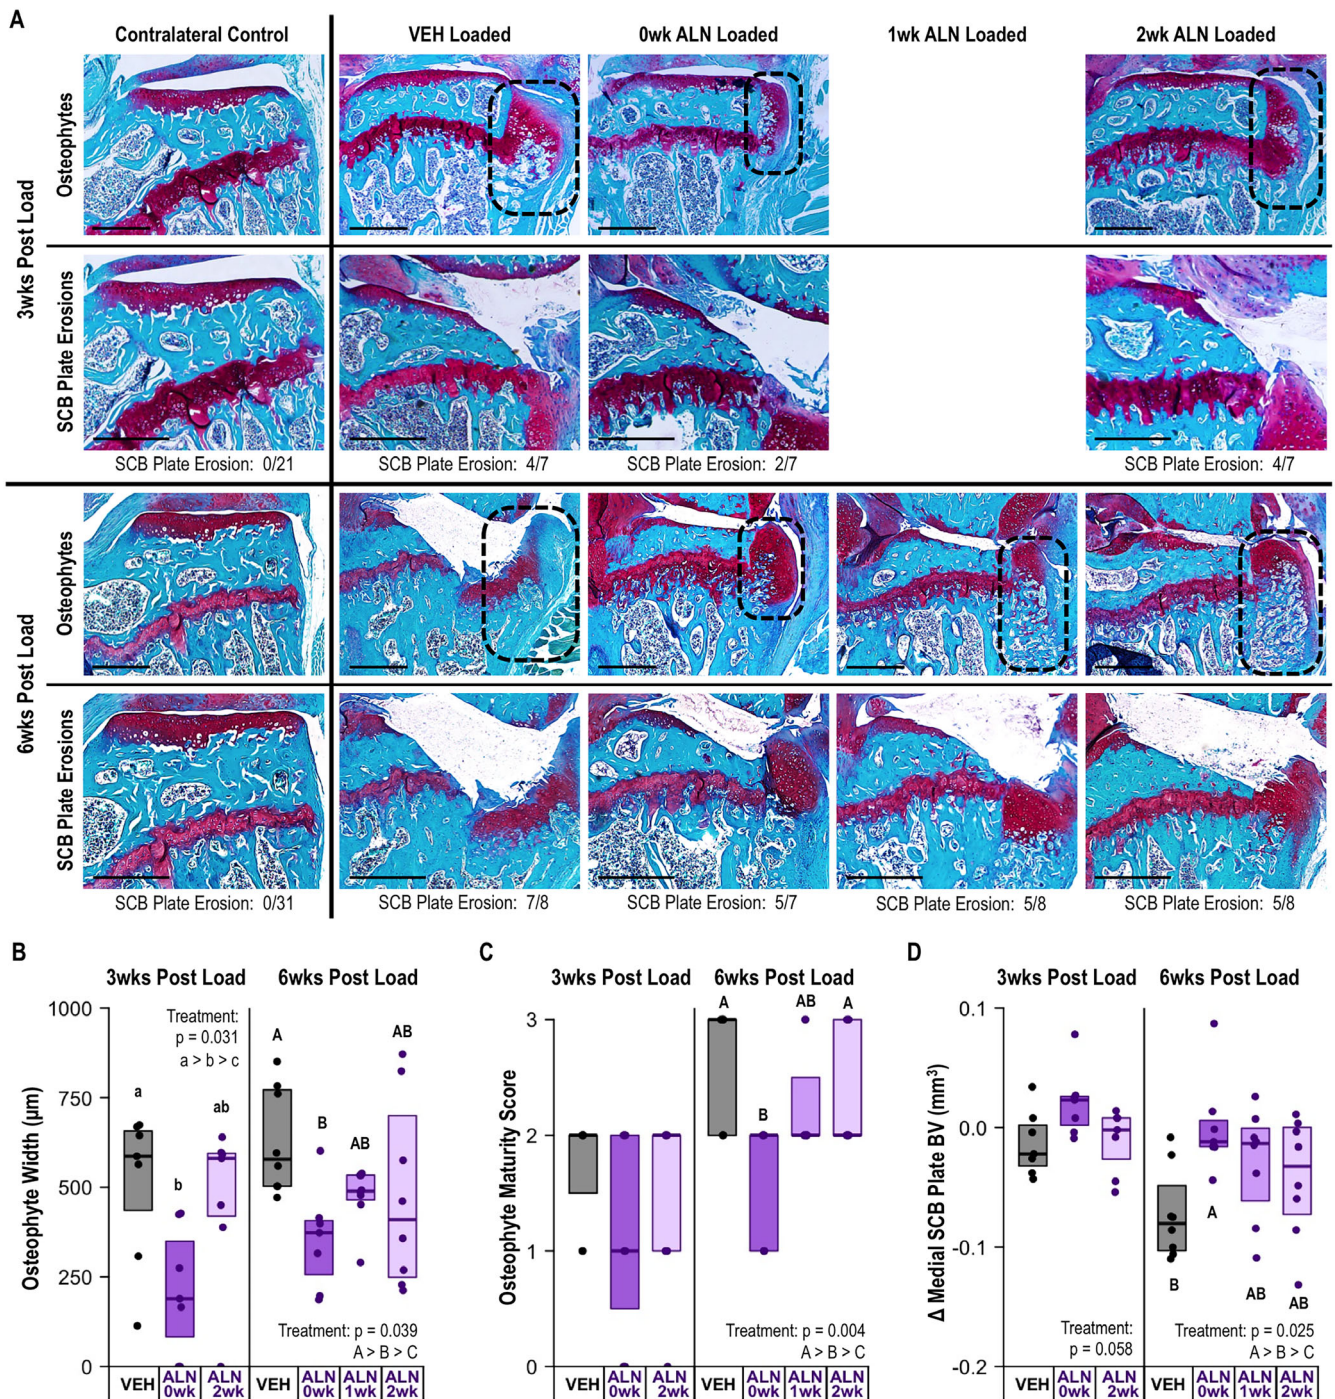 A
Contralateral Control
VEH Loaded
0wk ALN Loaded
1wk ALN Loaded
2wk ALN Loaded
3wks Post Load
Osteophytes
SCB Plate Erosions
SCB Plate Erosion: 0/21
SCB Plate Erosion: 4/7
SCB Plate Erosion: 2/7
SCB Plate Erosion: 4/7
6wks Post Load
Osteophytes
SCB Plate Erosions
SCB Plate Erosion: 0/31
SCB Plate Erosion: 7/8
SCB Plate Erosion: 5/7
SCB Plate Erosion: 5/8
SCB Plate Erosion: 5/8
B
3wks Post Load
6wks Post Load
Osteophyte Width (µm)
1000
750
500
250
0
Treatment:
p = 0.031
a > b > c
a
b
ab
A
B
AB
AB
Treatment: p = 0.039
A > B > C
VEH
ALN
0wk
ALN
2wk
VEH
ALN
0wk
ALN
1wk
ALN
2wk
C
3wks Post Load
6wks Post Load
Osteophyte Maturity Score
3
2
1
0
A
B
AB
A
Treatment: p = 0.004
A > B > C
VEH
ALN
0wk
ALN
2wk
VEH
ALN
0wk
ALN
1wk
ALN
2wk
D
3wks Post Load
6wks Post Load
Δ Medial SCB Plate BV (mm³)
0.1
0.0
-0.1
-0.2
Treatment:
p = 0.058
B
A
AB
AB
Treatment: p = 0.025
A > B > C
VEH
ALN
0wk
ALN
2wk
VEH
ALN
0wk
ALN
1wk
ALN
2wk